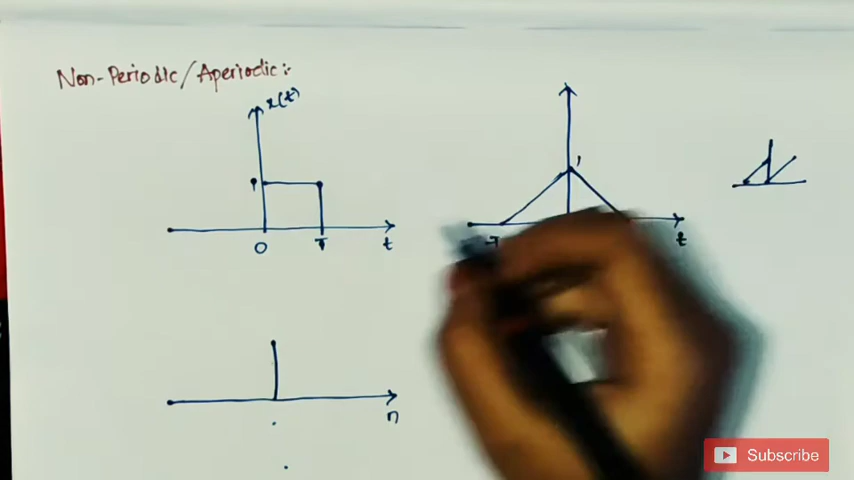 Non-Periodic/Aperiodic:
x(t)
1
1
0
T
t
-T
t
n
Subscribe